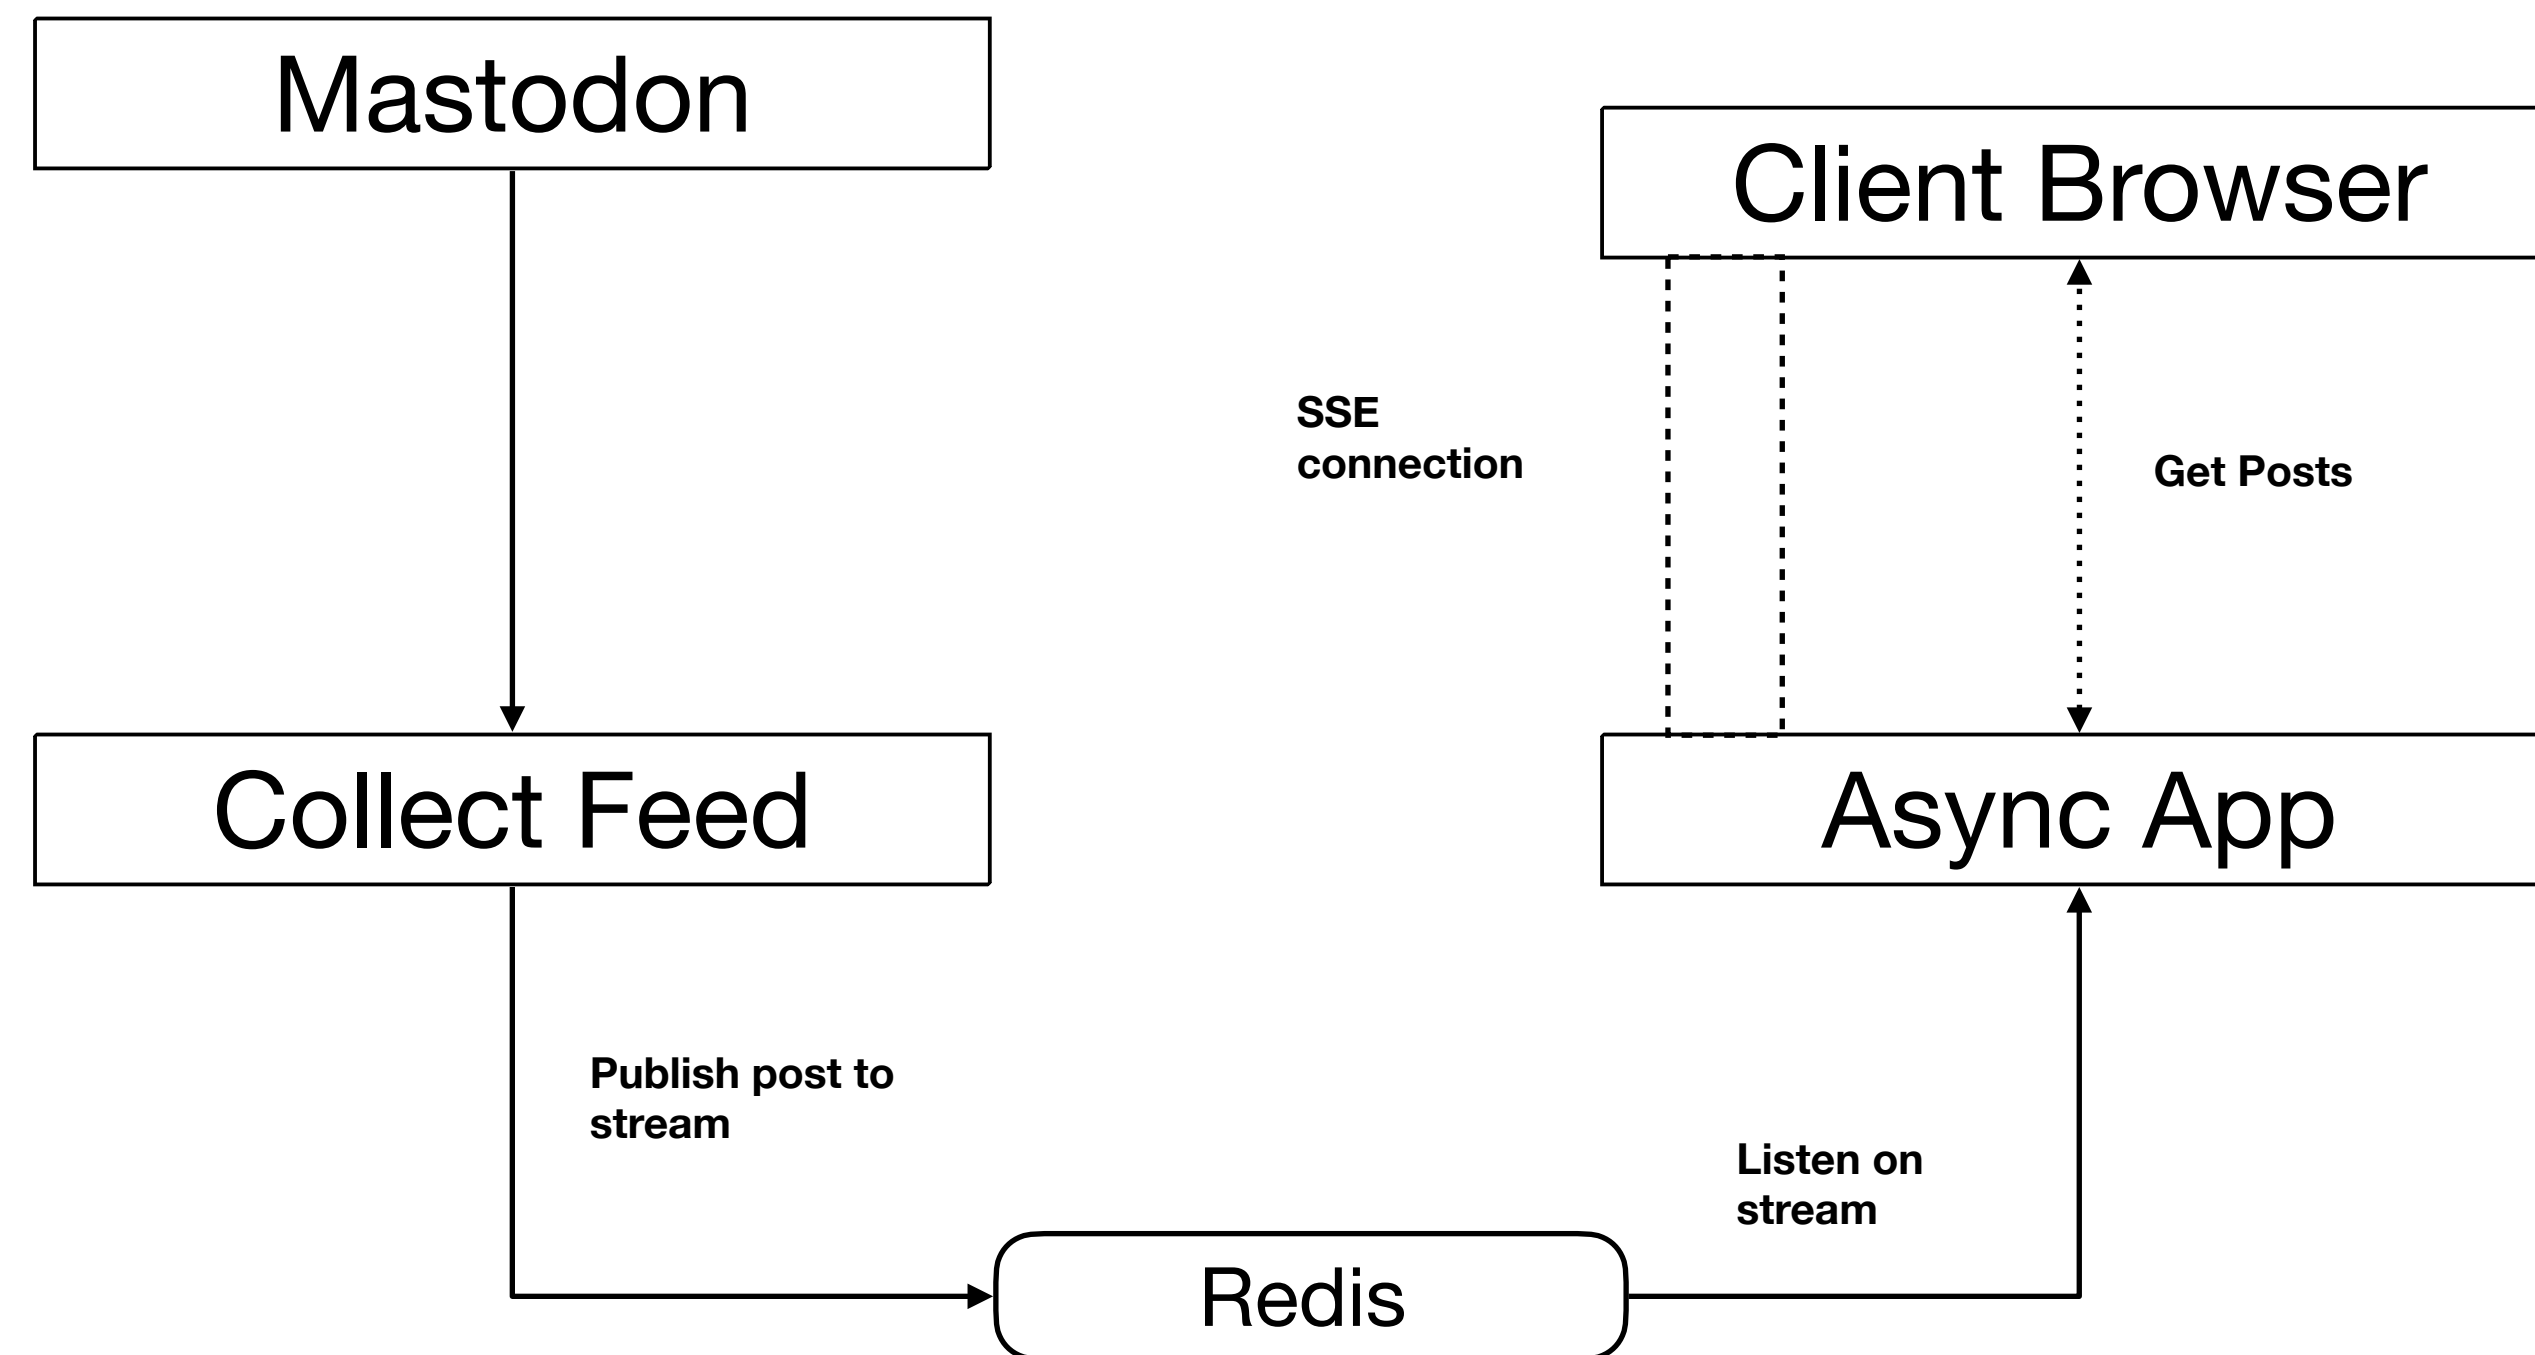 Mastodon
Client Browser
SSE
connection
Get Posts
Collect Feed
Async App
Publish post to
stream
Listen on
stream
Redis